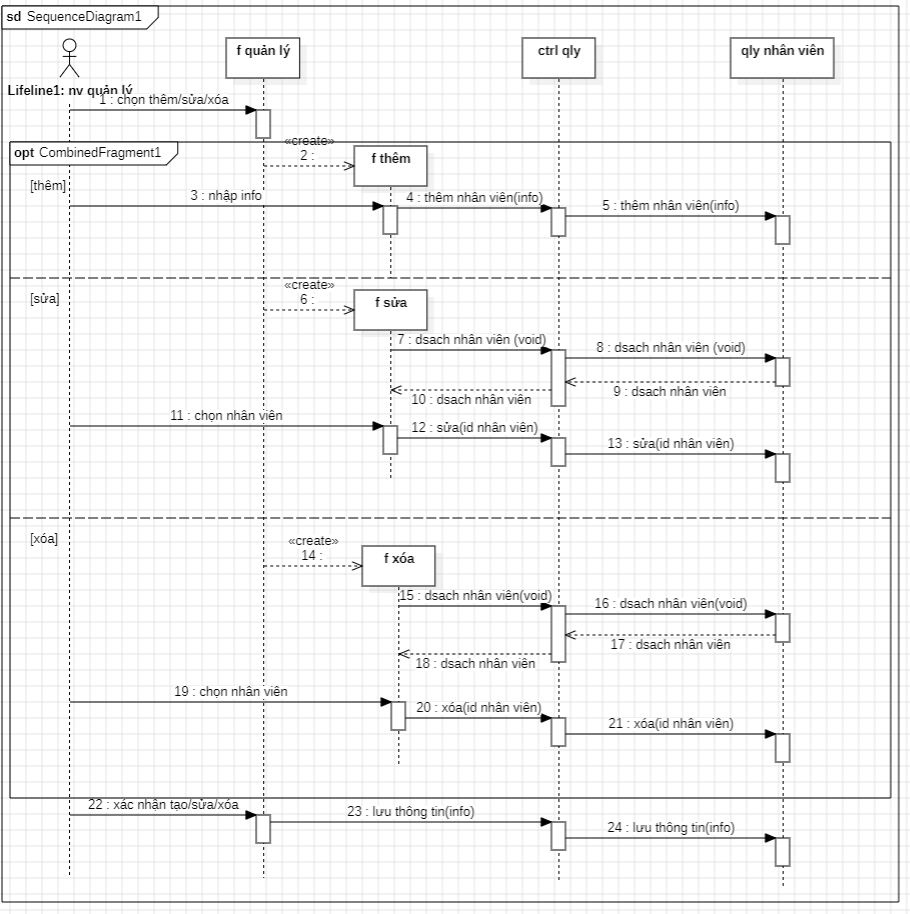 sd SequenceDiagram1
f quản lý
ctrl qly
qly nhân viên
Lifeline1: nv quản lý
1 : chọn thêm/sửa/xóa
opt CombinedFragment1
«create»
2 :
f thêm
[thêm]
3 : nhập info
4 : thêm nhân viên(info)
5 : thêm nhân viên(info)
[sửa]
«create»
6 :
f sửa
7 : dsach nhân viên (void)
8 : dsach nhân viên (void)
9 : dsach nhân viên
10 : dsach nhân viên
11 : chọn nhân viên
12 : sửa(id nhân viên)
13 : sửa(id nhân viên)
[xóa]
«create»
14 :
f xóa
15 : dsach nhân viên(void)
16 : dsach nhân viên(void)
17 : dsach nhân viên
18 : dsach nhân viên
19 : chọn nhân viên
20 : xóa(id nhân viên)
21 : xóa(id nhân viên)
22 : xác nhận tạo/sửa/xóa
23 : lưu thông tin(info)
24 : lưu thông tin(info)